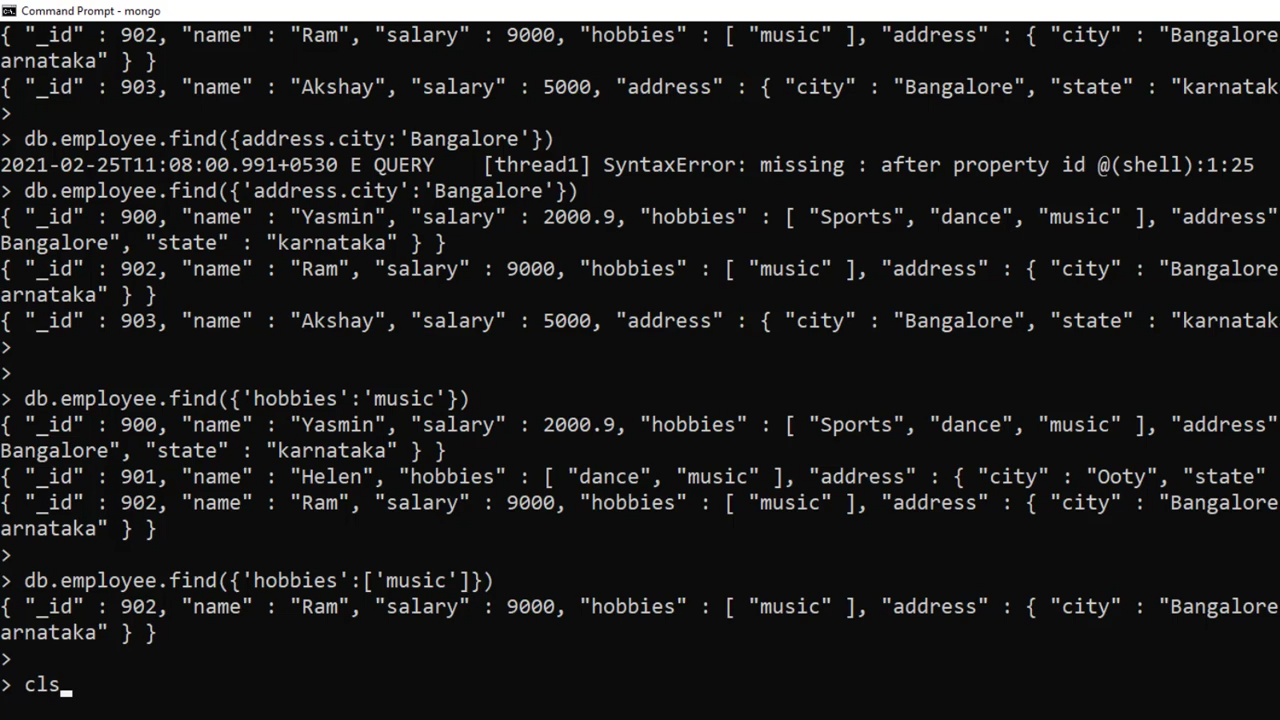 Command Prompt - mongo
{ "_id" : 902, "name" : "Ram", "salary" : 9000, "hobbies" : [ "music" ], "address" : { "city" : "Bangalore
arnataka" } }
{ "_id" : 903, "name" : "Akshay", "salary" : 5000, "address" : { "city" : "Bangalore", "state" : "karnatak
>
> db.employee.find({address.city:'Bangalore'})
2021-02-25T11:08:00.991+0530 E QUERY    [thread1] SyntaxError: missing : after property id @(shell):1:25
> db.employee.find({'address.city':'Bangalore'})
{ "_id" : 900, "name" : "Yasmin", "salary" : 2000.9, "hobbies" : [ "Sports", "dance", "music" ], "address"
Bangalore", "state" : "karnataka" } }
{ "_id" : 902, "name" : "Ram", "salary" : 9000, "hobbies" : [ "music" ], "address" : { "city" : "Bangalore
arnataka" } }
{ "_id" : 903, "name" : "Akshay", "salary" : 5000, "address" : { "city" : "Bangalore", "state" : "karnatak
>
>
> db.employee.find({'hobbies':'music'})
{ "_id" : 900, "name" : "Yasmin", "salary" : 2000.9, "hobbies" : [ "Sports", "dance", "music" ], "address"
Bangalore", "state" : "karnataka" } }
{ "_id" : 901, "name" : "Helen", "hobbies" : [ "dance", "music" ], "address" : { "city" : "Ooty", "state"
{ "_id" : 902, "name" : "Ram", "salary" : 9000, "hobbies" : [ "music" ], "address" : { "city" : "Bangalore
arnataka" } }
>
> db.employee.find({'hobbies':['music']})
{ "_id" : 902, "name" : "Ram", "salary" : 9000, "hobbies" : [ "music" ], "address" : { "city" : "Bangalore
arnataka" } }
>
> cls